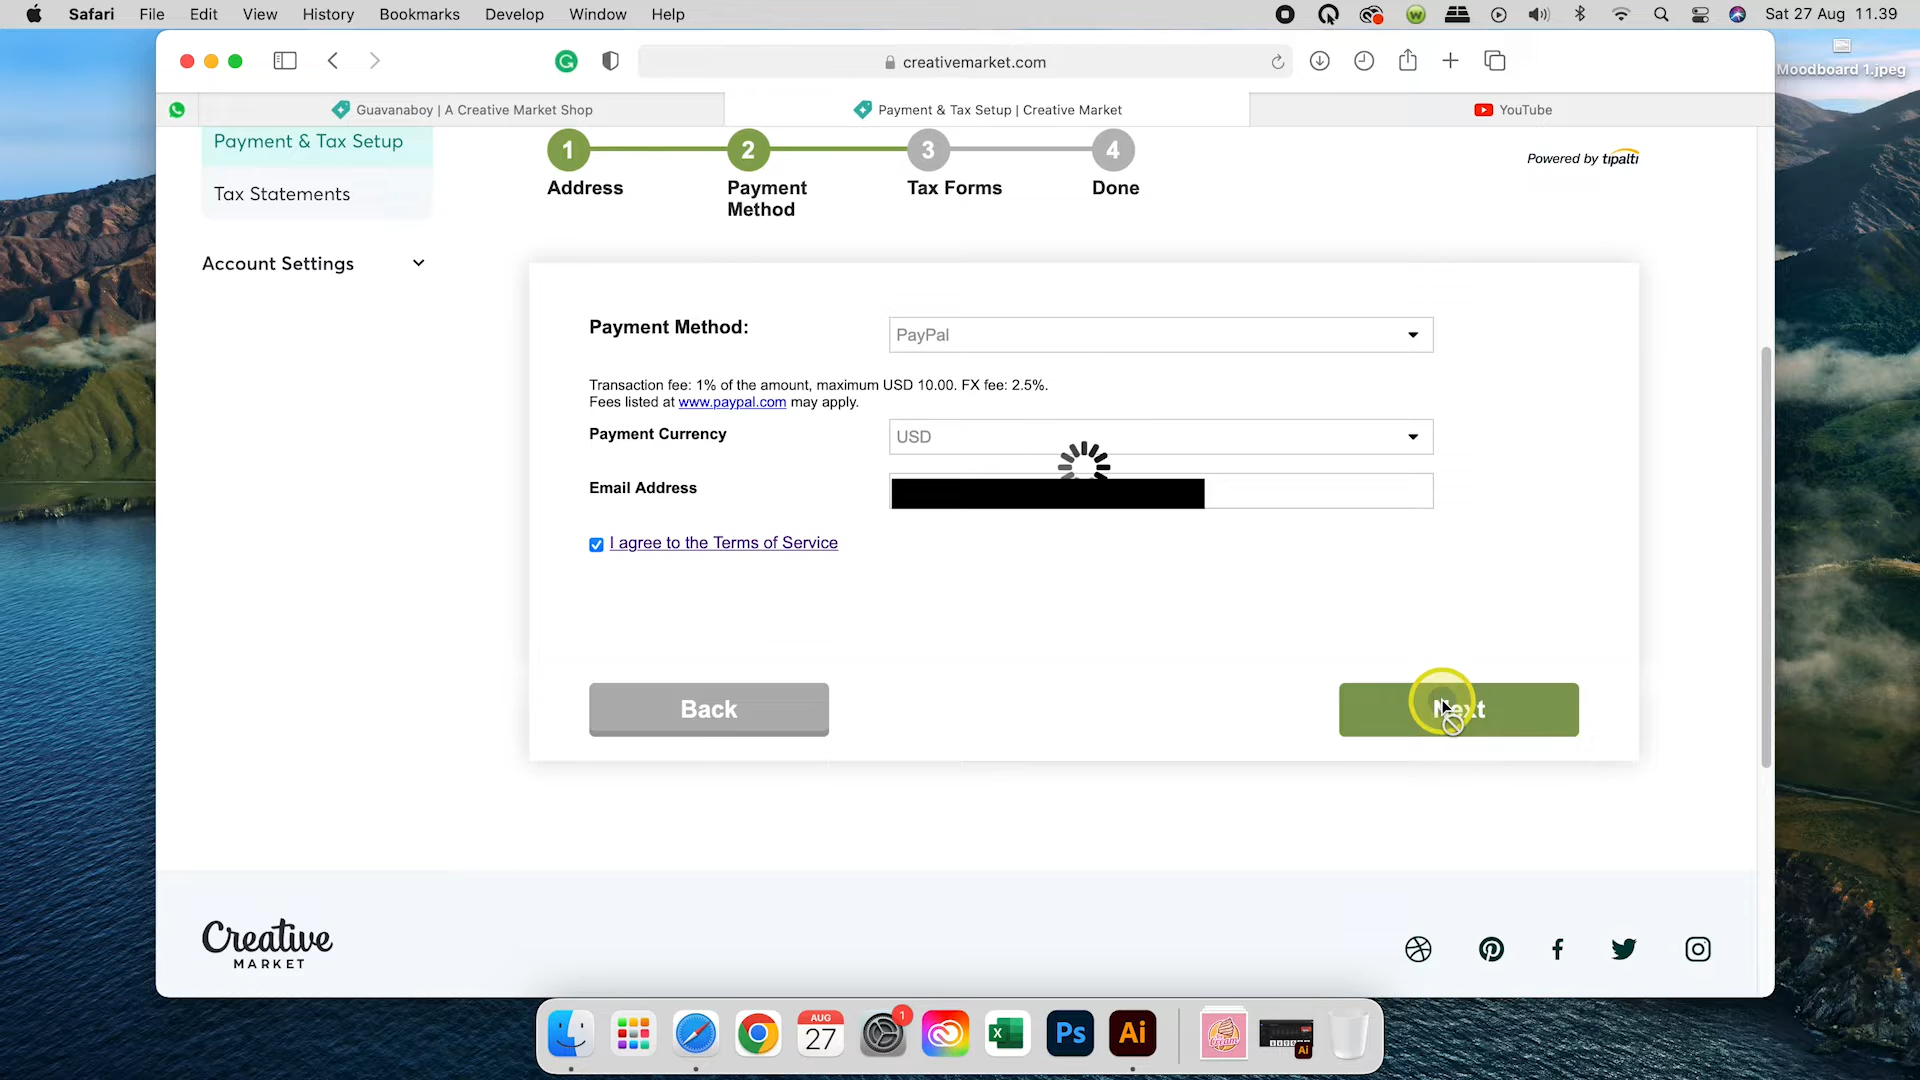 Safari File Edit View History Bookmarks Develop Window Help Sat 27 Aug 11.39
creativemarket.com
Moodboard 1.jpeg
Guavanaboy | A Creative Market Shop
Payment & Tax Setup | Creative Market
YouTube
Payment & Tax Setup
Tax Statements
Account Settings
1 2 3 4
Address
Payment
Method
Tax Forms
Done
Powered by tipalti
Payment Method:
PayPal
Transaction fee: 1% of the amount, maximum USD 10.00. FX fee: 2.5%.
Fees listed at www.paypal.com may apply.
Payment Currency
USD
Email Address
I agree to the Terms of Service
Back
Next
Creative
MARKET
AUG
27
1
X
Ps
Ai
Ai